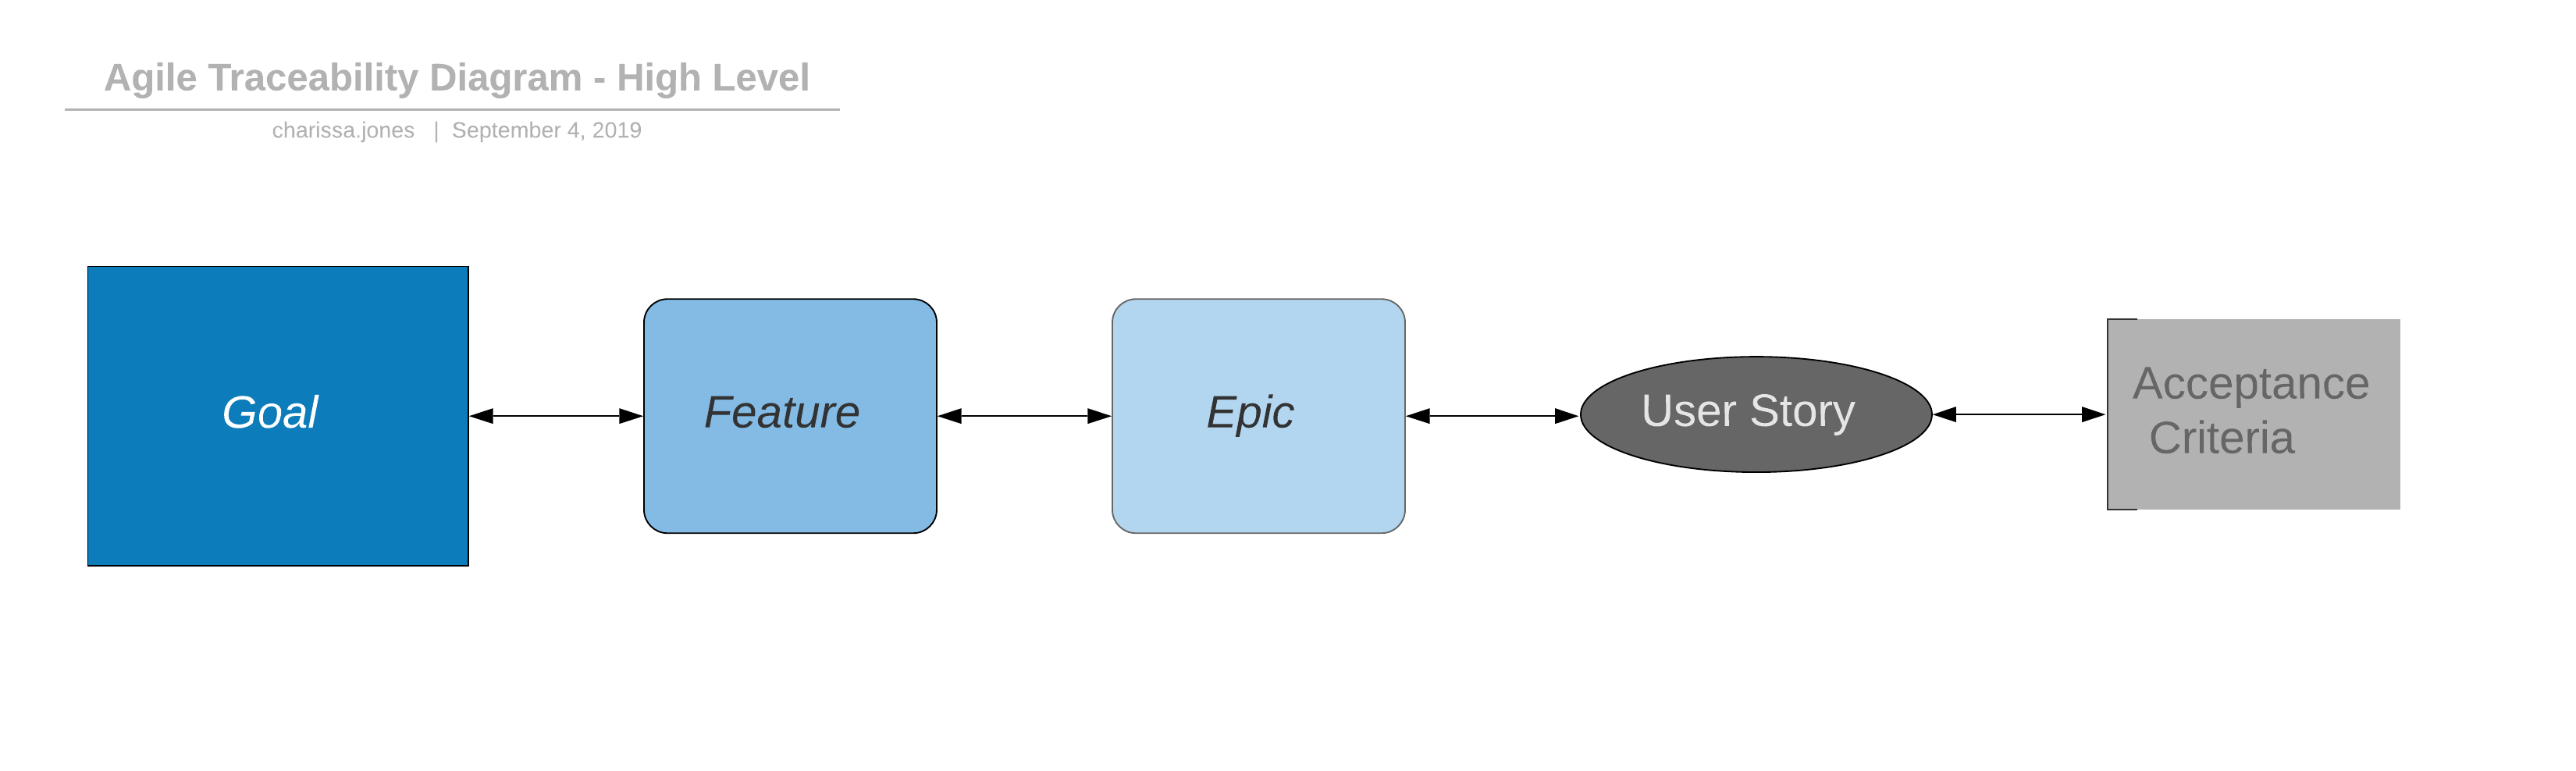 Agile Traceability Diagram - High Level
charissa.jones | September 4, 2019
Goal
Feature
Epic
User Story
Acceptance
Criteria